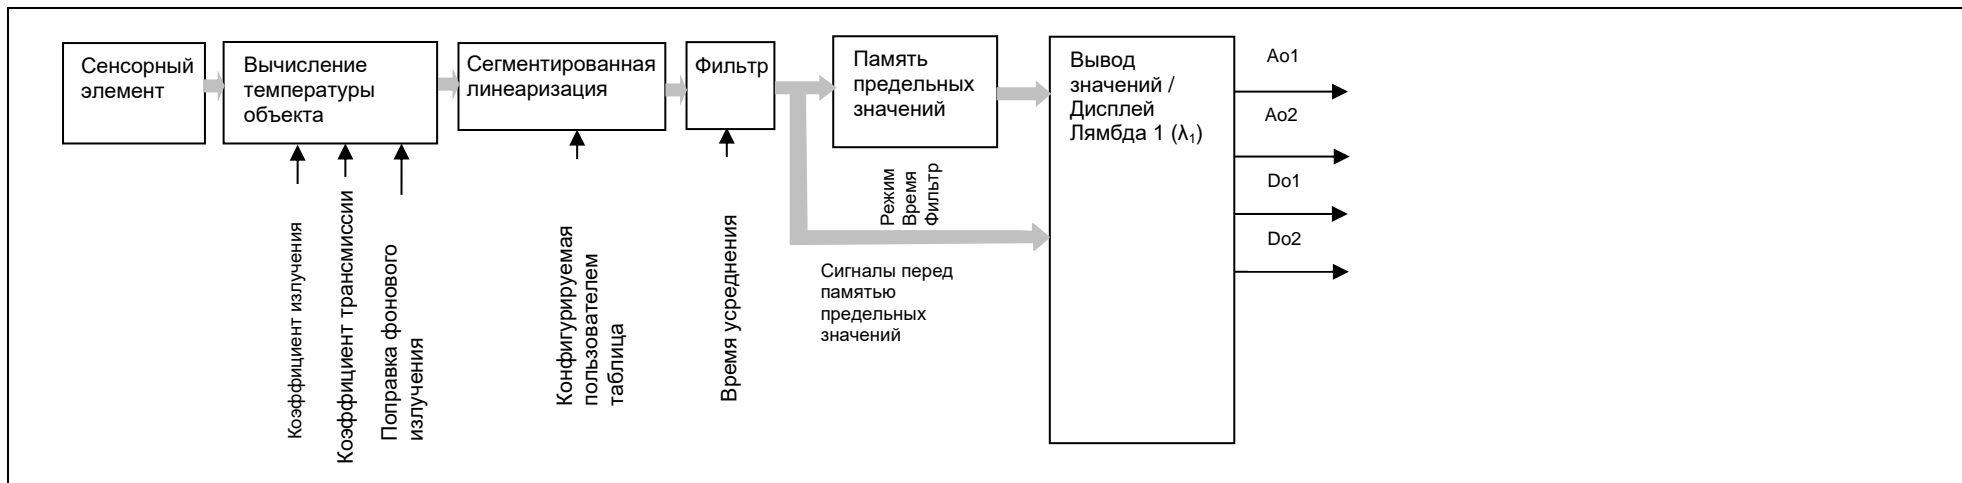 Сенсорный
элемент
Вычисление
температуры
объекта
Сегментированная
линеаризация
Фильтр
Память
предельных
значений
Вывод
значений /
Дисплей
Лямбда 1 (λ₁)
Ao1
Ao2
Do1
Do2
Коэффициент излучения
Коэффициент трансмиссии
Поправка фонового
излучения
Конфигурируемая
пользователем
таблица
Время усреднения
Режим
Время
Фильтр
Сигналы перед
памятью
предельных
значений